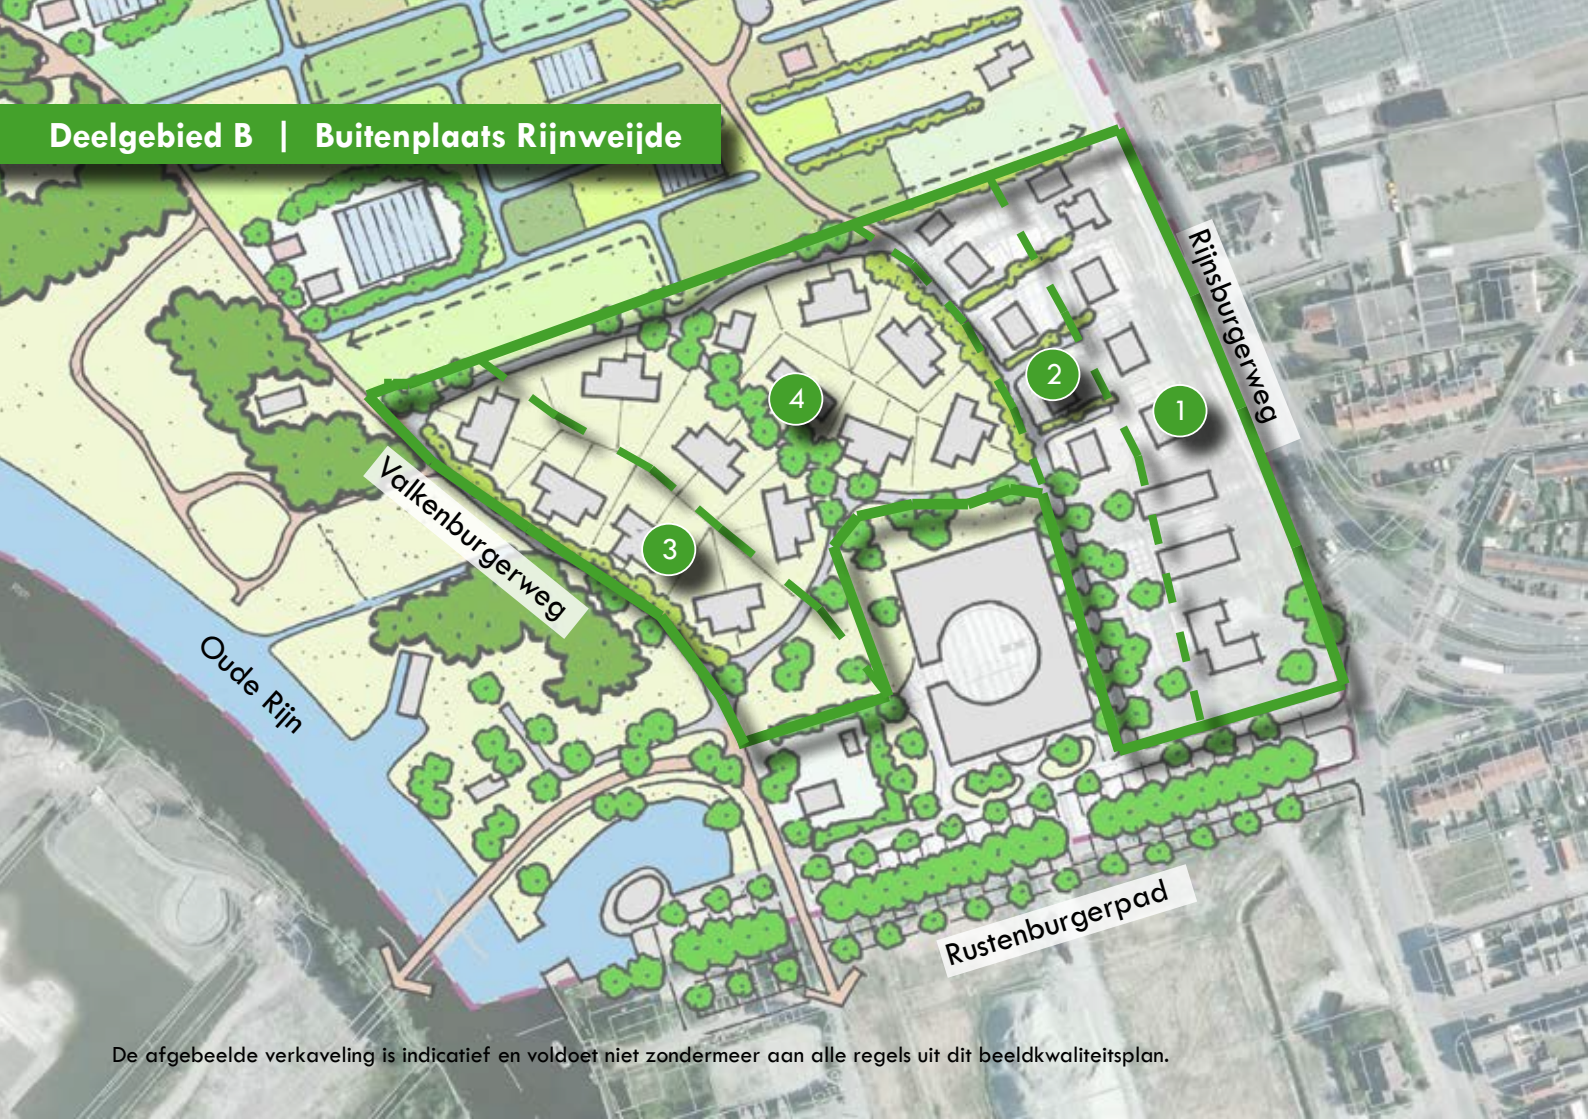 Deelgebied B | Buitenplaats Rijnweijde
Rijnsburgerweg
2
1
4
3
Valkenburgerweg
Oude Rijn
Rustenburgerpad
De afgebeelde verkaveling is indicatief en voldoet niet zondermeer aan alle regels uit dit beeldkwaliteitsplan.